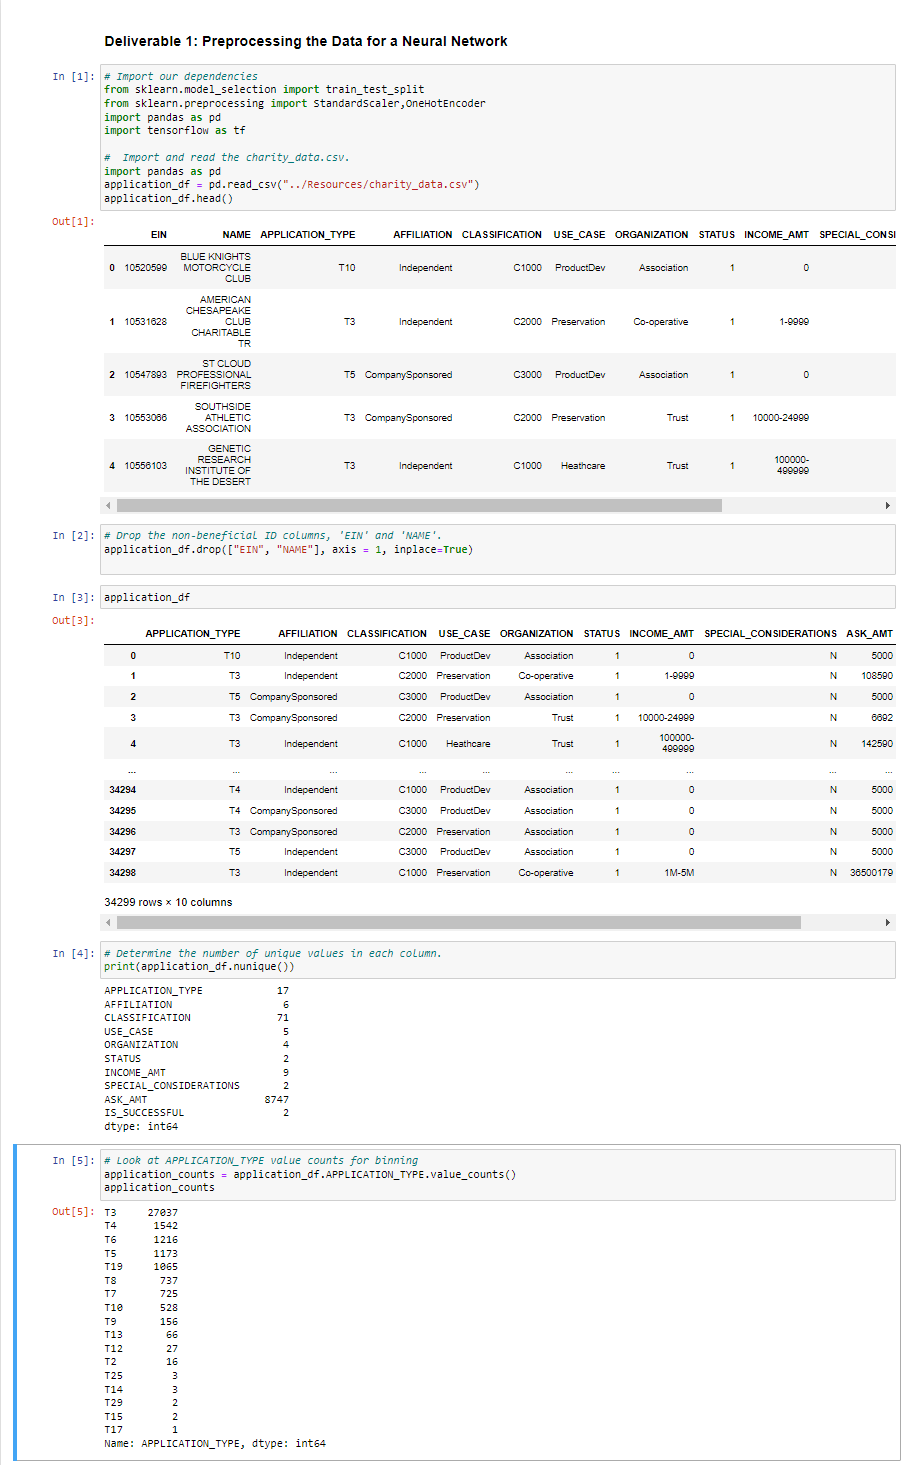 Deliverable 1: Preprocessing the Data for a Neural Network
In [1]:
# Import our dependencies
from sklearn.model_selection import train_test_split
from sklearn.preprocessing import StandardScaler,OneHotEncoder
import pandas as pd
import tensorflow as tf
#  Import and read the charity_data.csv.
import pandas as pd
application_df = pd.read_csv("../Resources/charity_data.csv")
application_df.head()
Out[1]:
EIN NAME APPLICATION_TYPE AFFILIATION CLASSIFICATION USE_CASE ORGANIZATION STATUS INCOME_AMT SPECIAL_CONSI
0 10520599 BLUE KNIGHTS MOTORCYCLE CLUB T10 Independent C1000 ProductDev Association 1 0
1 10531628 AMERICAN CHESAPEAKE CLUB CHARITABLE TR T3 Independent C2000 Preservation Co-operative 1 1-9999
2 10547893 ST CLOUD PROFESSIONAL FIREFIGHTERS T5 CompanySponsored C3000 ProductDev Association 1 0
3 10553066 SOUTHSIDE ATHLETIC ASSOCIATION T3 CompanySponsored C2000 Preservation Trust 1 10000-24999
4 10556103 GENETIC RESEARCH INSTITUTE OF THE DESERT T3 Independent C1000 Heathcare Trust 1 100000-499999
In [2]:
# Drop the non-beneficial ID columns, 'EIN' and 'NAME'.
application_df.drop(["EIN", "NAME"], axis = 1, inplace=True)
In [3]:
application_df
Out[3]:
APPLICATION_TYPE AFFILIATION CLASSIFICATION USE_CASE ORGANIZATION STATUS INCOME_AMT SPECIAL_CONSIDERATIONS ASK_AMT
0 T10 Independent C1000 ProductDev Association 1 0 N 5000
1 T3 Independent C2000 Preservation Co-operative 1 1-9999 N 108590
2 T5 CompanySponsored C3000 ProductDev Association 1 0 N 5000
3 T3 CompanySponsored C2000 Preservation Trust 1 10000-24999 N 6692
4 T3 Independent C1000 Heathcare Trust 1 100000-499999 N 142590
... ... ... ... ... ... ... ... ... ...
34294 T4 Independent C1000 ProductDev Association 1 0 N 5000
34295 T4 CompanySponsored C3000 ProductDev Association 1 0 N 5000
34296 T3 CompanySponsored C2000 Preservation Association 1 0 N 5000
34297 T5 Independent C3000 ProductDev Association 1 0 N 5000
34298 T3 Independent C1000 Preservation Co-operative 1 1M-5M N 36500179
34299 rows × 10 columns
In [4]:
# Determine the number of unique values in each column.
print(application_df.nunique())
APPLICATION_TYPE 17
AFFILIATION 6
CLASSIFICATION 71
USE_CASE 5
ORGANIZATION 4
STATUS 2
INCOME_AMT 9
SPECIAL_CONSIDERATIONS 2
ASK_AMT 8747
IS_SUCCESSFUL 2
dtype: int64
In [5]:
# Look at APPLICATION_TYPE value counts for binning
application_counts = application_df.APPLICATION_TYPE.value_counts()
application_counts
Out[5]:
T3 27037
T4 1542
T6 1216
T5 1173
T19 1065
T8 737
T7 725
T10 528
T9 156
T13 66
T12 27
T2 16
T25 3
T14 3
T29 2
T15 2
T17 1
Name: APPLICATION_TYPE, dtype: int64